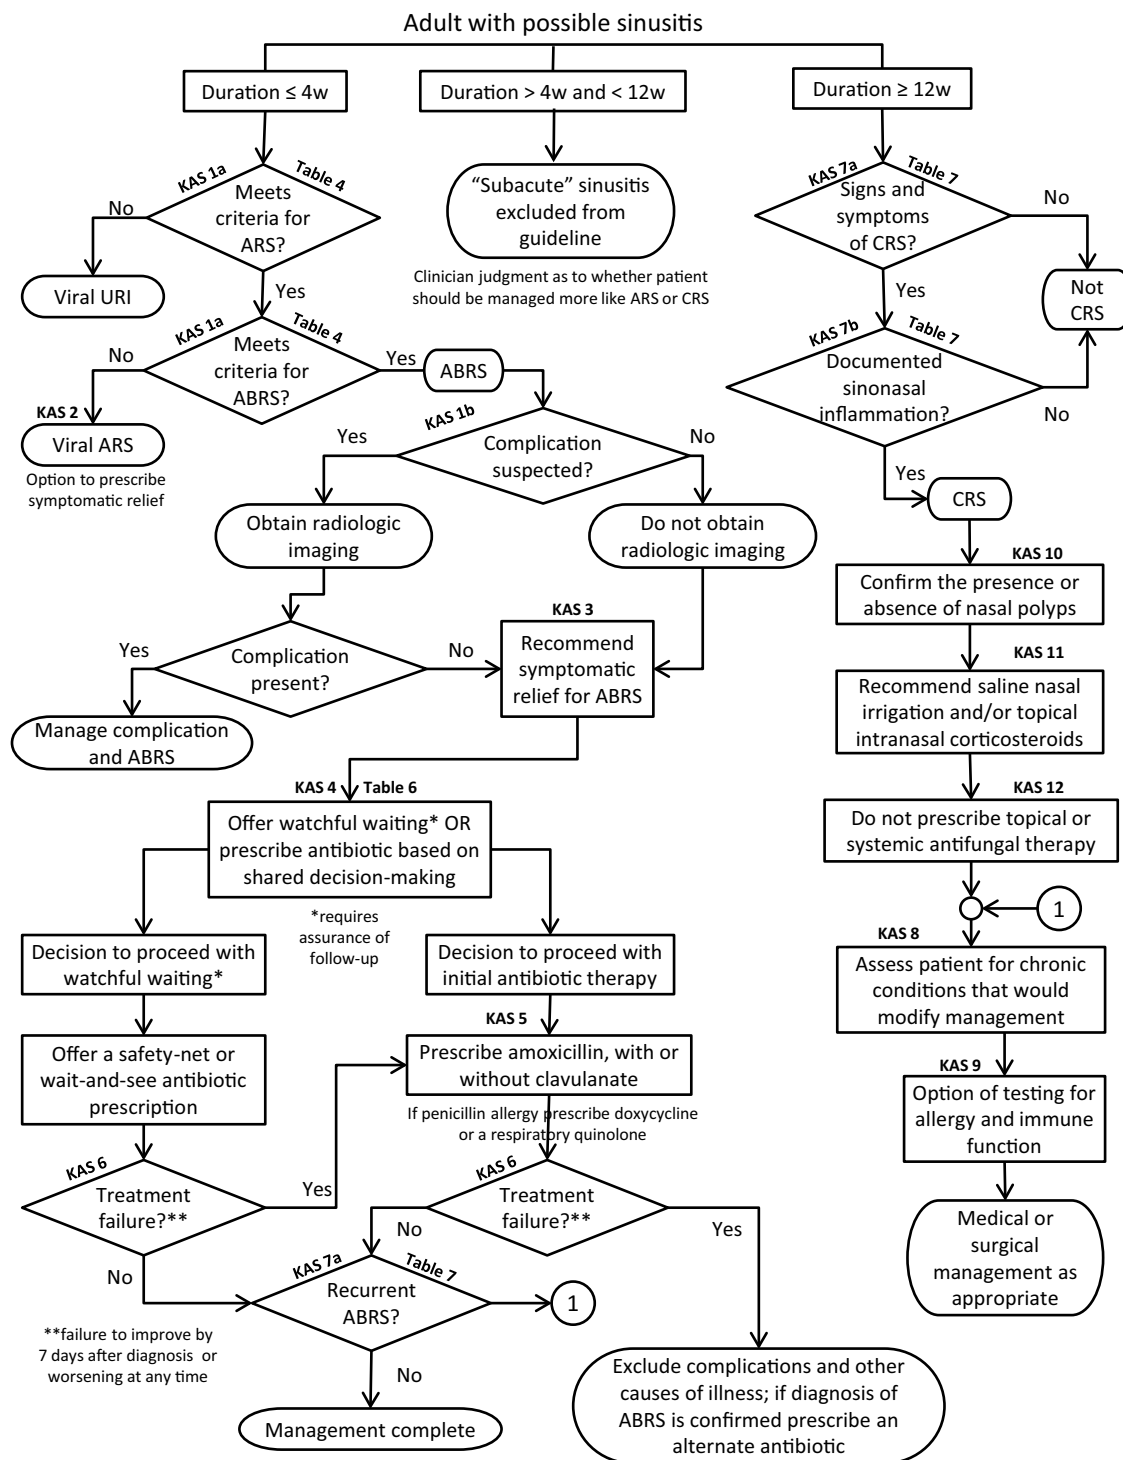 Adult with possible sinusitis
Duration ≤ 4w
Duration > 4w and < 12w
Duration ≥ 12w
KAS 1a
Table 4
Meets
criteria for
ARS?
No
Viral URI
Yes
“Subacute” sinusitis
excluded from
guideline
Clinician judgment as to whether patient
should be managed more like ARS or CRS
KAS 7a
Table 7
Signs and
symptoms
of CRS?
No
Not
CRS
Yes
KAS 1a
Table 4
Meets
criteria for
ABRS?
No
Yes
ABRS
KAS 2
Viral ARS
Option to prescribe
symptomatic relief
KAS 7b
Table 7
Documented
sinonasal
inflammation?
No
Yes
CRS
KAS 1b
Complication
suspected?
Yes
No
Obtain radiologic
imaging
Do not obtain
radiologic imaging
KAS 10
Confirm the presence or
absence of nasal polyps
Complication
present?
Yes
No
KAS 3
Recommend
symptomatic
relief for ABRS
Manage complication
and ABRS
KAS 11
Recommend saline nasal
irrigation and/or topical
intranasal corticosteroids
KAS 12
Do not prescribe topical or
systemic antifungal therapy
1
KAS 4
Table 6
Offer watchful waiting* OR
prescribe antibiotic based on
shared decision-making
*requires
assurance of
follow-up
Decision to proceed with
watchful waiting*
Decision to proceed with
initial antibiotic therapy
KAS 8
Assess patient for chronic
conditions that would
modify management
Offer a safety-net or
wait-and-see antibiotic
prescription
KAS 5
Prescribe amoxicillin, with or
without clavulanate
If penicillin allergy prescribe doxycycline
or a respiratory quinolone
KAS 9
Option of testing for
allergy and immune
function
KAS 6
Treatment
failure?**
Yes
No
KAS 6
Treatment
failure?**
No
Yes
Medical or
surgical
management as
appropriate
KAS 7a
Table 7
Recurrent
ABRS?
1
No
**failure to improve by
7 days after diagnosis or
worsening at any time
Management complete
Exclude complications and other
causes of illness; if diagnosis of
ABRS is confirmed prescribe an
alternate antibiotic